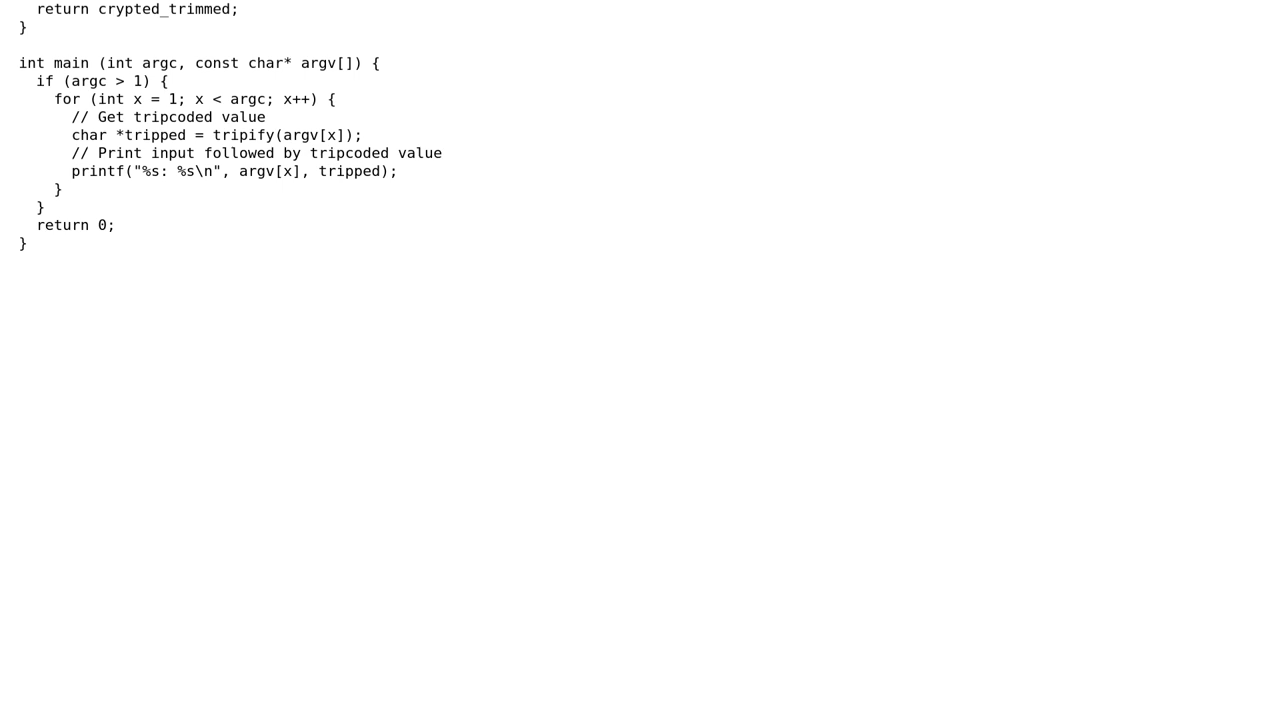 return crypted_trimmed;
}

int main (int argc, const char* argv[]) {
  if (argc > 1) {
    for (int x = 1; x < argc; x++) {
      // Get tripcoded value
      char *tripped = tripify(argv[x]);
      // Print input followed by tripcoded value
      printf("%s: %s\n", argv[x], tripped);
    }
  }
  return 0;
}